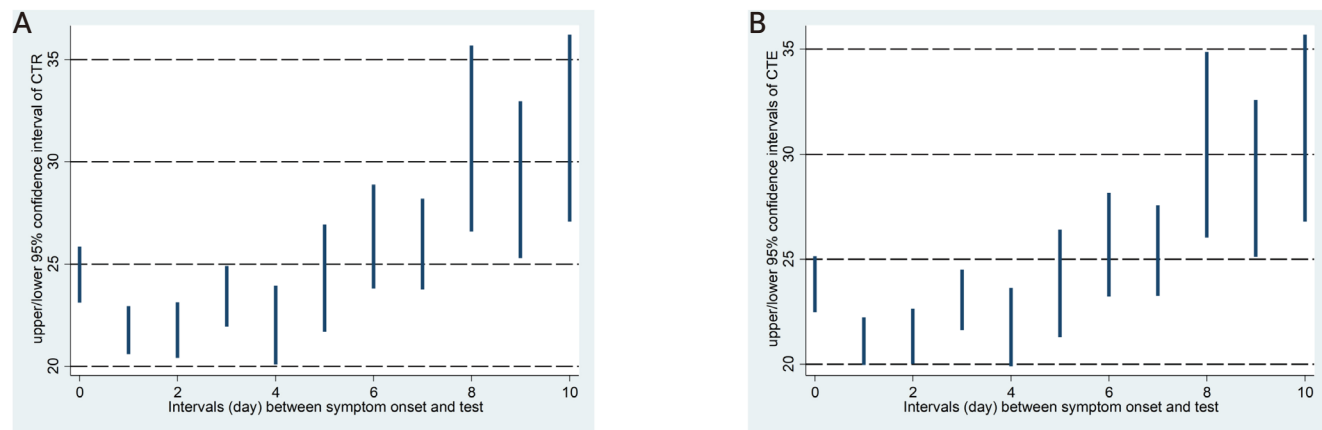 A
upper/lower 95% confidence interval of CTR
35
30
25
20
0 2 4 6 8 10
Intervals (day) between symptom onset and test
B
upper/lower 95% confidence intervals of CTE
35
30
25
20
0 2 4 6 8 10
Intervals (day) between symptom onset and test